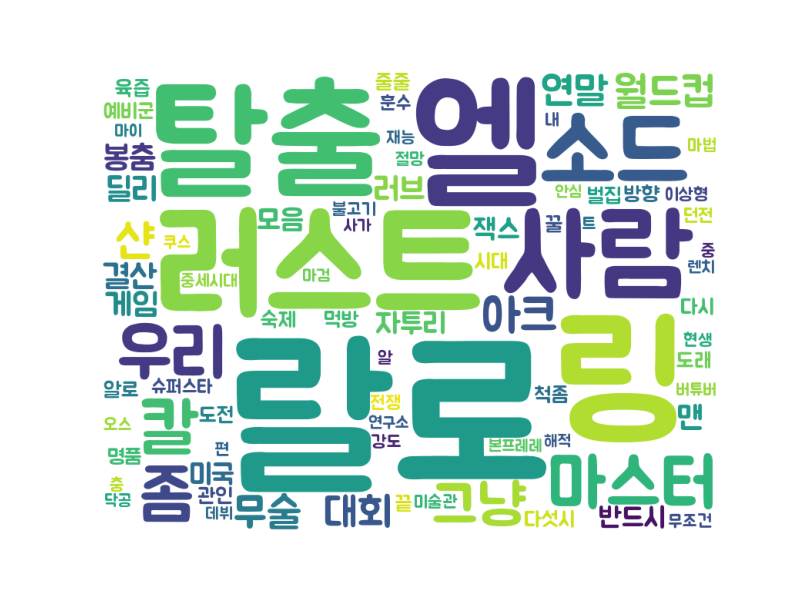 육즙
예비군
마이
봉춤
딜리
탈출
줄줄
훈수
재능
절망
러브
엘
연말
월드컵
내
소드
마법
안심
벌집
방향
이상형
샨
쿠스
결산
게임
중세시대
모음
불고기
사가
러스트
마검
잭스
꿀
트
시대
사람
던전
중
렌치
숙제
먹방
자투리
아크
다시
우리
알로
슈퍼스타
랄로
알
전쟁
연구소
강도
척좀
링
현생
도래
버튜버
맨
오스
칼
도전
명품
편
본프레레
해적
충
닥공
좀
미국
관인
데뷔
무술
대회
끝
미술관
그냥
다섯시
마스터
반드시
무조건